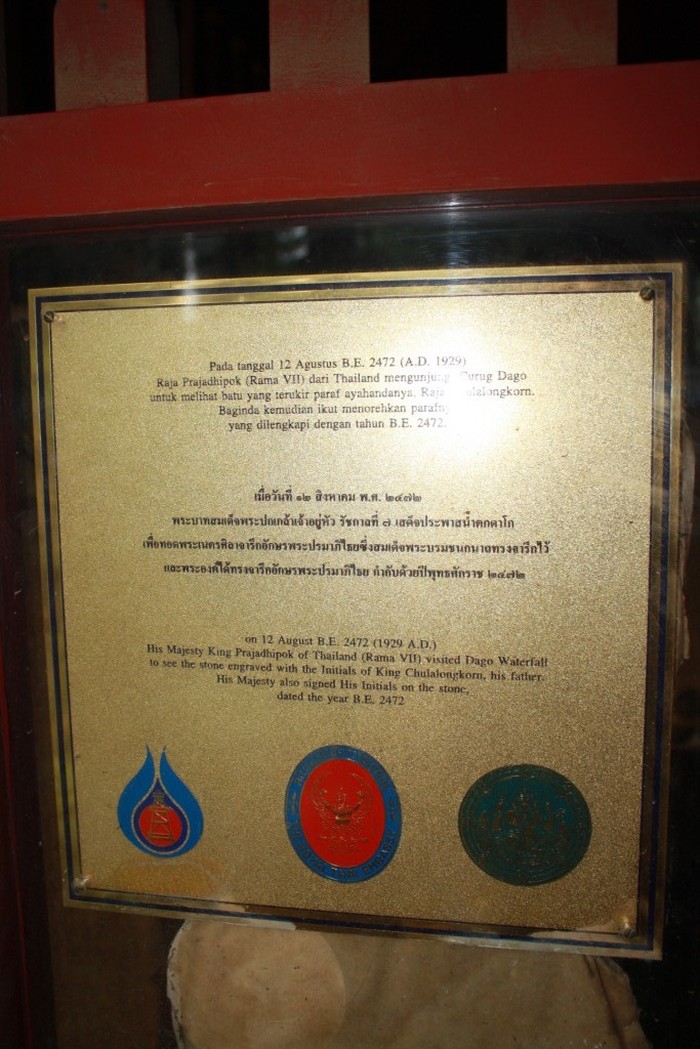 Pada tanggal 12 Agustus B.E. 2472 (A.D. 1929)
Raja Prajadhipok (Rama VII) dari Thailand mengunjung Curug Dago
untuk melihat batu yang terukir paraf ayahandanya, Raja Chulalongkorn.
Baginda kemudian ikut menorehkan parafny
yang dilengkapi dengan tahun B.E. 2472.
เมื่อวันที่ ๑๒ สิงหาคม พ.ศ. ๒๔๗๒
พระบาทสมเด็จพระปกเกล้าเจ้าอยู่หัว รัชกาลที่ ๗ เสด็จประพาสน้ำตกดาโก
เพื่อทอดพระเนตรศิลาจารึกอักษรพระปรมาภิไธยซึ่งสมเด็จพระบรมชนกนาถทรงจารึกไว้
และพระองค์ได้ทรงจารึกอักษรพระปรมาภิไธย กำกับด้วยปีพุทธศักราช ๒๔๗๒
on 12 August B.E. 2472 (1929 A.D.)
His Majesty King Prajadhipok of Thailand (Rama VII) visited Dago Waterfall
to see the stone engraved with the Initials of King Chulalongkorn, his father.
His Majesty also signed His Initials on the stone,
dated the year B.E. 2472